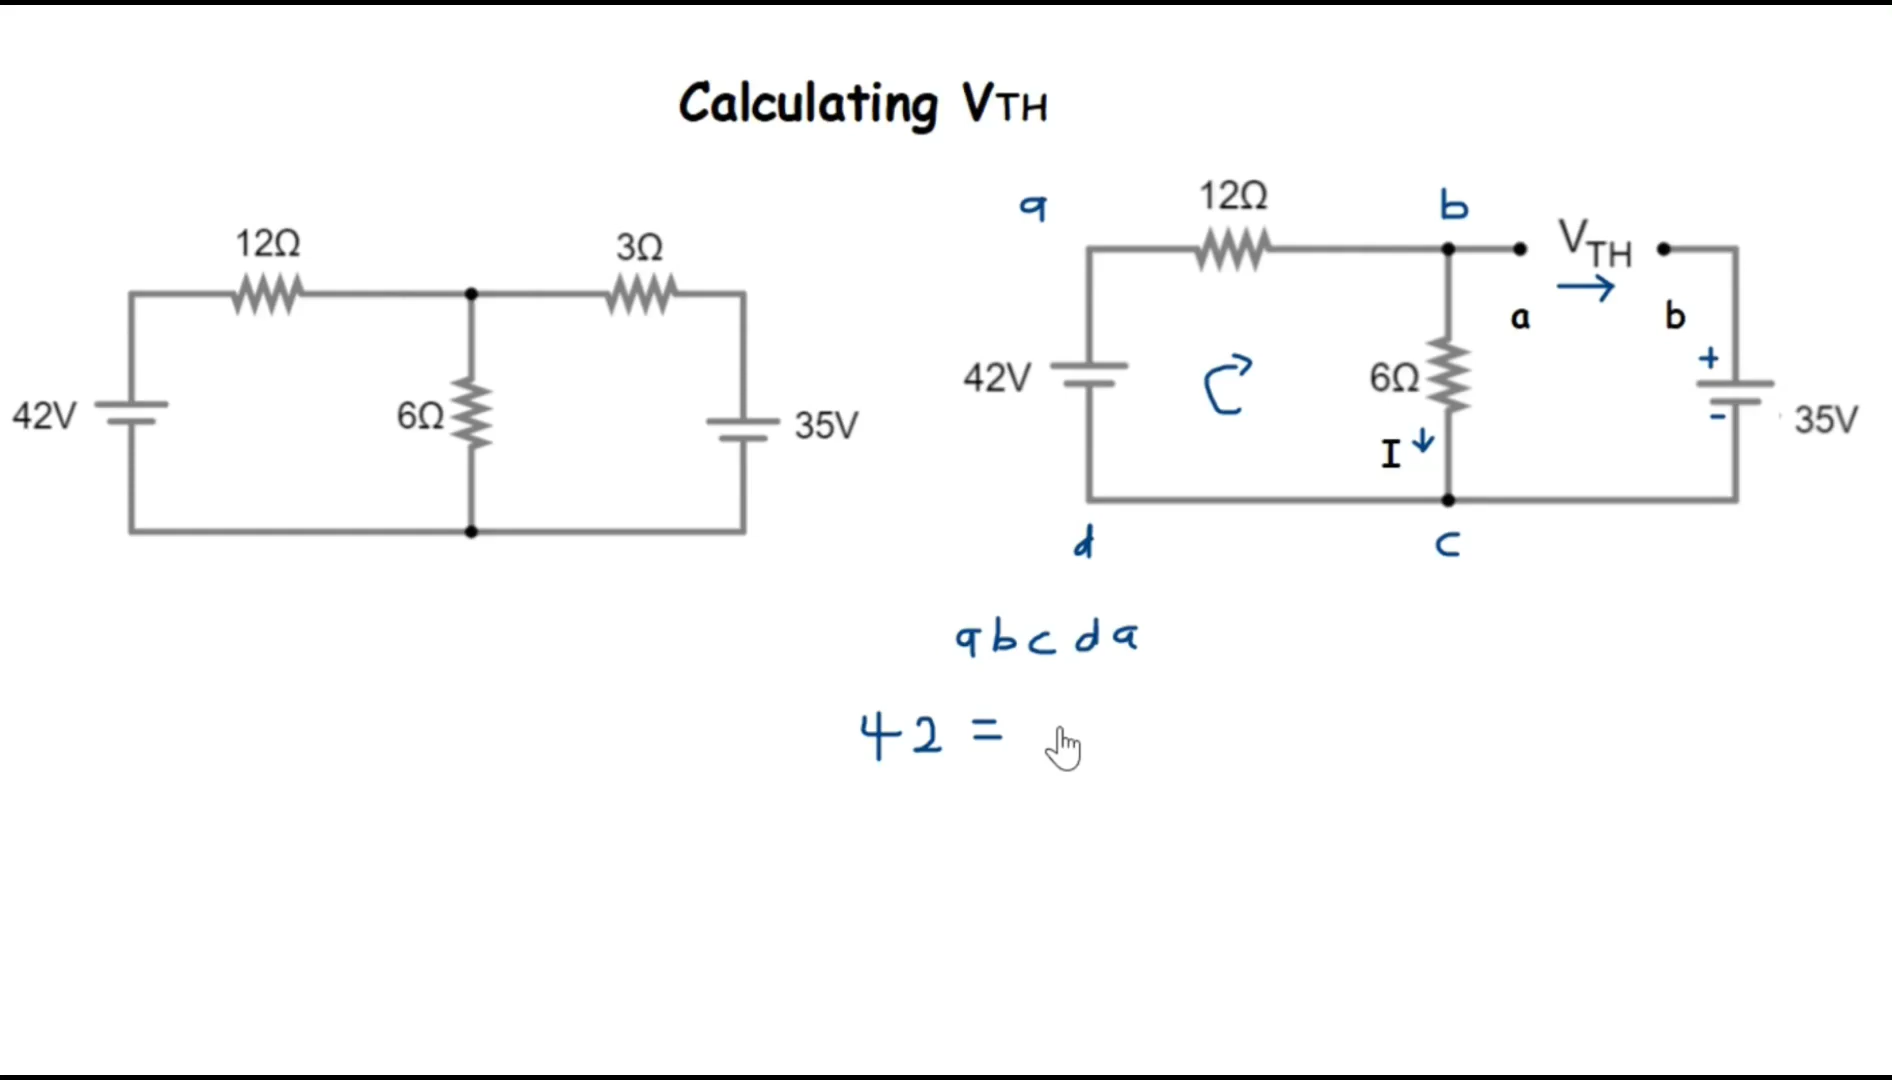 Calculating VTH
12Ω
3Ω
42V
6Ω
35V
a
12Ω
b
VTH
a
b
42V
6Ω
+
-
35V
I
d
c
abcda
42 =